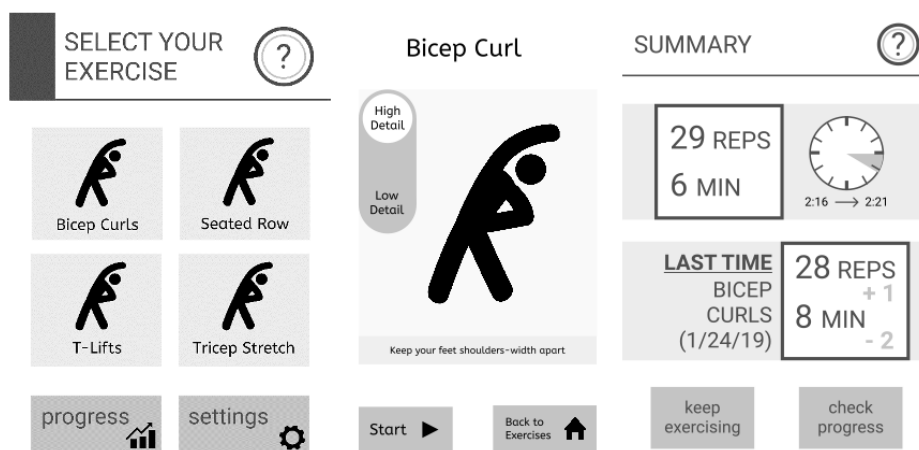 SELECT YOUR
EXERCISE
?
Bicep Curls
Seated Row
T-Lifts
Tricep Stretch
progress
settings
Bicep Curl
High
Detail
Low
Detail
Keep your feet shoulders-width apart
Start
Back to
Exercises
SUMMARY
?
29 REPS
6 MIN
2:16 → 2:21
LAST TIME
BICEP
CURLS
(1/24/19)
28 REPS
+ 1
8 MIN
- 2
keep
exercising
check
progress